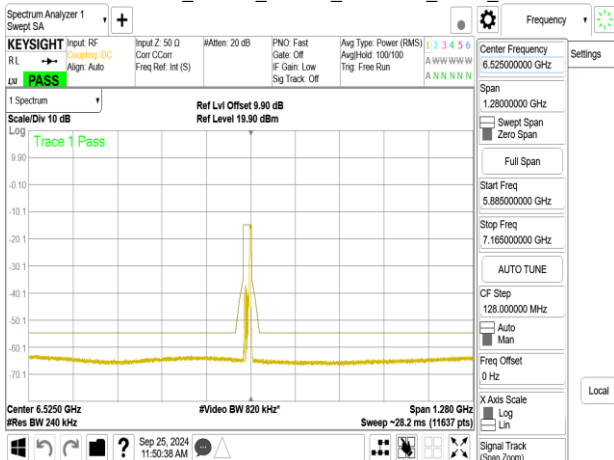 Spectrum Analyzer 1
Swept SA
Frequency
KEYSIGHT
RL
PASS
Input: RF
Coupling: DC
Align: Auto
Input Z: 50 Ω
Corr CCorr
Freq Ref: Int (S)
#Atten: 20 dB
PNO: Fast
Gate: Off
IF Gain: Low
Sig Track: Off
Avg Type: Power (RMS)
Avg|Hold: 100/100
Trig: Free Run
1 2 3 4 5 6
A W W W W W
A N N N N N
1 Spectrum
Scale/Div 10 dB
Ref Lvl Offset 9.90 dB
Ref Level 19.90 dBm
Log
Trace 1 Pass
9.90
-0.10
-10.1
-20.1
-30.1
-40.1
-50.1
-60.1
-70.1
Center 6.5250 GHz
#Res BW 240 kHz
#Video BW 820 kHz*
Span 1.280 GHz
Sweep ~28.2 ms (11637 pts)
Sep 25, 2024
11:50:38 AM
Center Frequency
6.525000000 GHz
Span
1.28000000 GHz
Swept Span
Zero Span
Full Span
Start Freq
5.885000000 GHz
Stop Freq
7.165000000 GHz
AUTO TUNE
CF Step
128.000000 MHz
Auto
Man
Freq Offset
0 Hz
X Axis Scale
Log
Lin
Signal Track
(Span Zoom)
Settings
Local